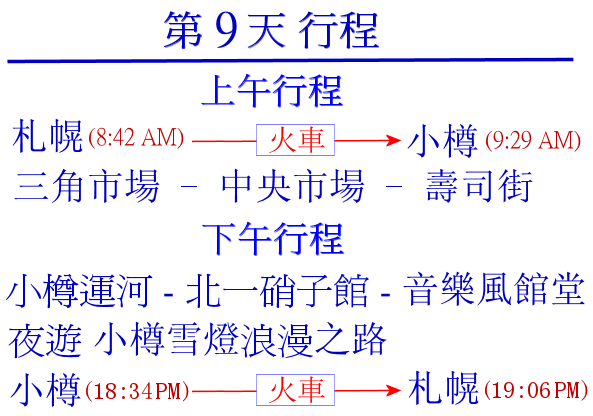 第 9 天 行程
上午行程
札幌 (8:42 AM) 火車 小樽 (9:29 AM)
三角市場 - 中央市場 - 壽司街
下午行程
小樽運河 - 北一硝子館 - 音樂風館堂
夜遊 小樽雪燈浪漫之路
小樽 (18:34PM) 火車 札幌 (19:06PM)